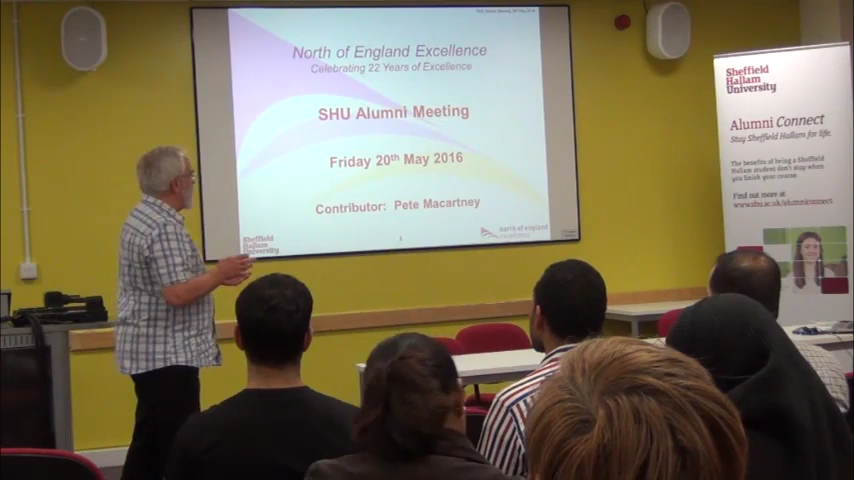 North of England Excellence
Celebrating 22 Years of Excellence
SHU Alumni Meeting
Friday 20th May 2016
Contributor: Pete Macartney
Sheffield
Hallam
University
1
north of england
excellence
Sheffield
Hallam
University
Alumni Connect
Stay Sheffield Hallam for life.
The benefits of being a Sheffield
Hallam student don't stop when
you finish your course
Find out more at
www.shu.ac.uk/alumniconnect